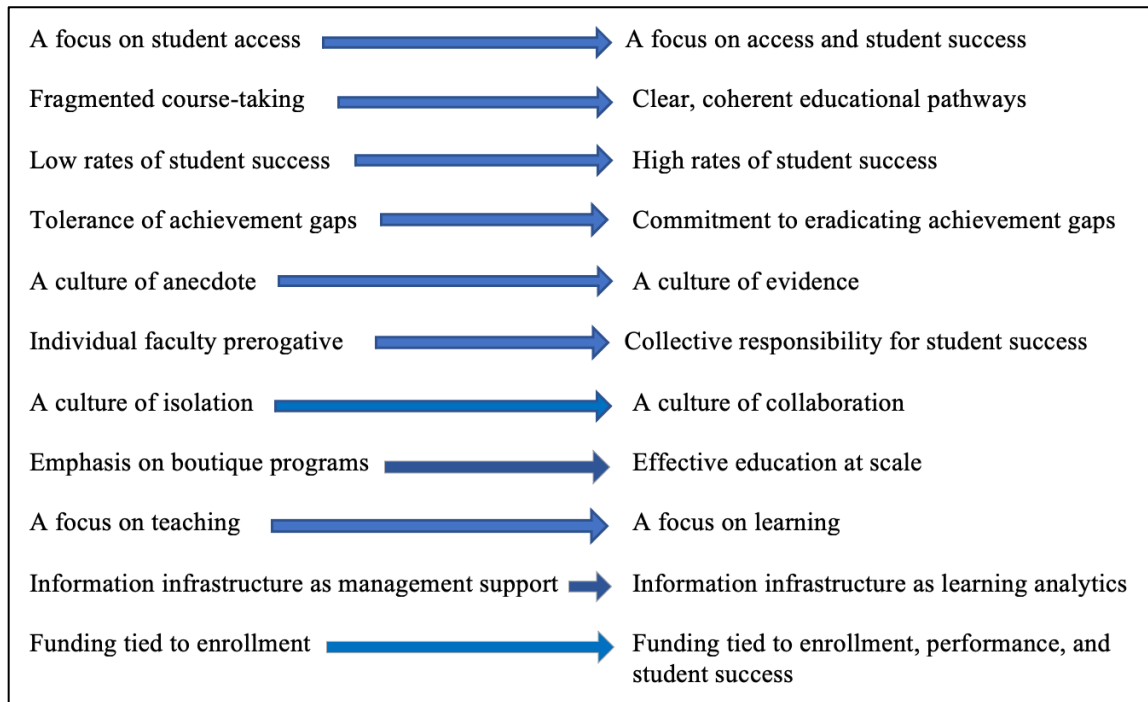 A focus on student access A focus on access and student success
Fragmented course-taking Clear, coherent educational pathways
Low rates of student success High rates of student success
Tolerance of achievement gaps Commitment to eradicating achievement gaps
A culture of anecdote A culture of evidence
Individual faculty prerogative Collective responsibility for student success
A culture of isolation A culture of collaboration
Emphasis on boutique programs Effective education at scale
A focus on teaching A focus on learning
Information infrastructure as management support Information infrastructure as learning analytics
Funding tied to enrollment Funding tied to enrollment, performance, and
student success